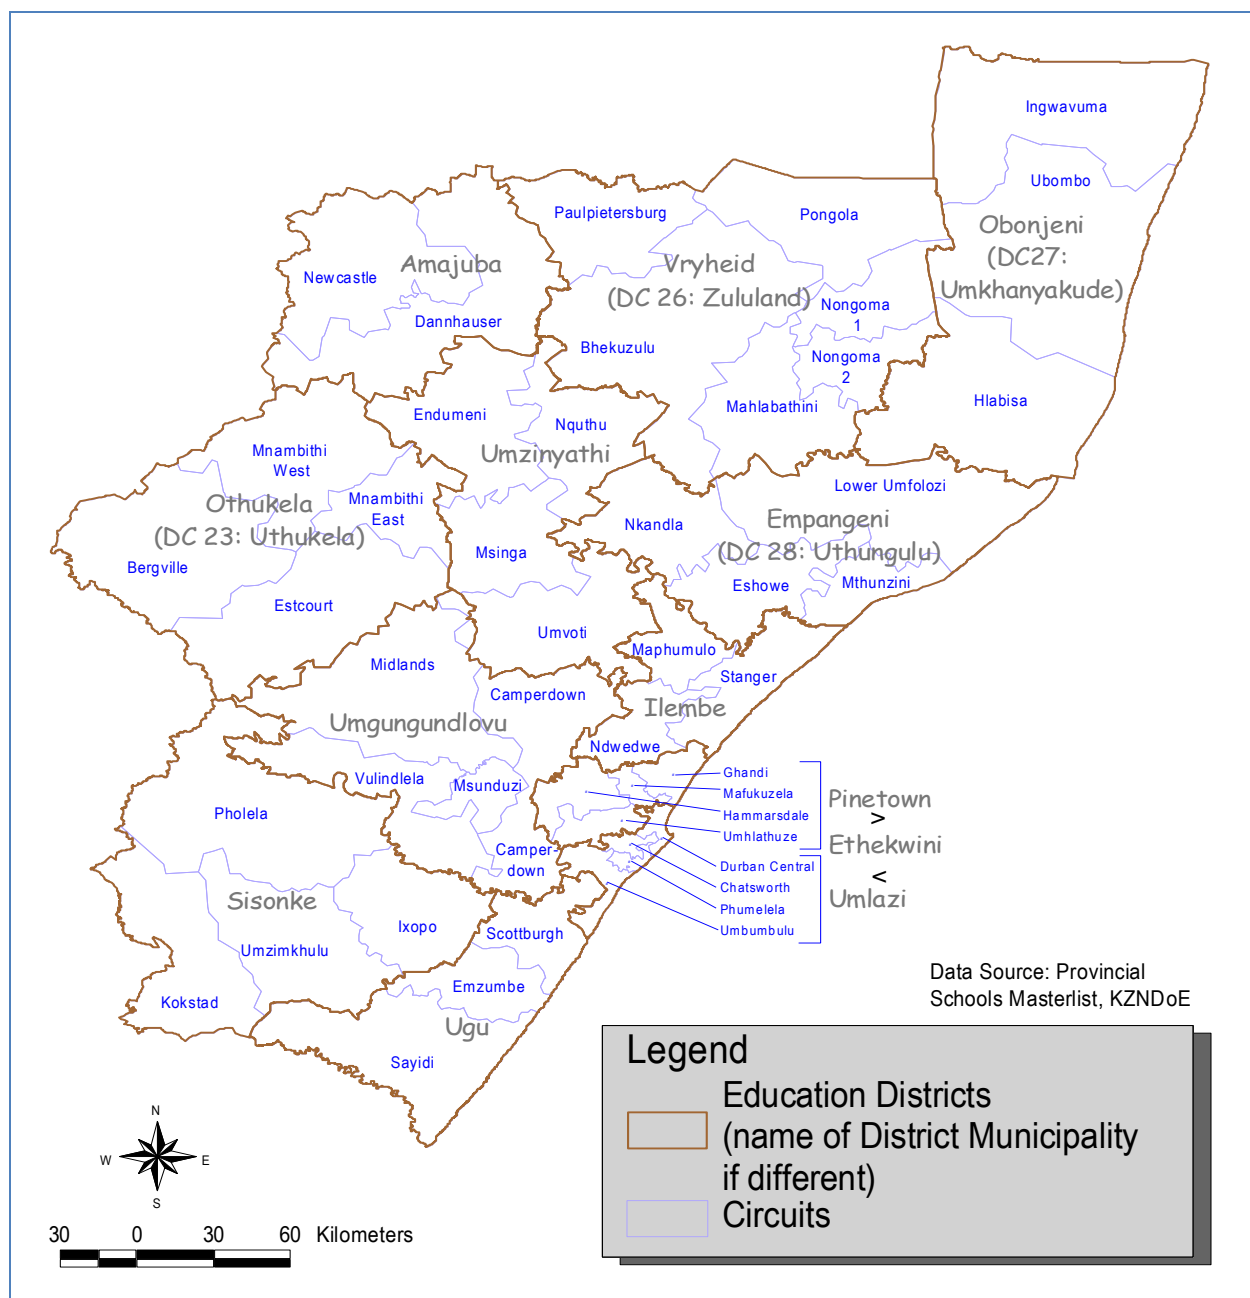 Ingwavuma
Ubombo
Obonjeni
(DC27:
Umkhanyakude)
Hlabisa
Paulpietersburg
Pongola
Vryheid
(DC 26: Zululand)
Nongoma
1
Nongoma
2
Bhekuzulu
Mahlabathini
Newcastle
Amajuba
Dannhauser
Endumeni
Nquthu
Umzinyathi
Msinga
Umvoti
Mnambithi
West
Othukela
(DC 23: Uthukela)
Mnambithi
East
Bergville
Estcourt
Lower Umfolozi
Nkandla
Empangeni
(DC 28: Uthungulu)
Eshowe
Mthunzini
Maphumulo
Stanger
Ilembe
Ndwedwe
Midlands
Camperdown
Umgungundlovu
Vulindlela
Msunduzi
Camper-
down
Ghandi
Mafukuzela
Hammarsdale
Umhlathuze
Durban Central
Chatsworth
Phumelela
Umbumbulu
Pinetown
>
Ethekwini
<
Umlazi
Pholela
Sisonke
Ixopo
Umzimkhulu
Kokstad
Scottburgh
Emzumbe
Ugu
Sayidi
Data Source: Provincial
Schools Masterlist, KZNDoE
Legend
Education Districts
(name of District Municipality
if different)
Circuits
N
W E
S
30 0 30 60 Kilometers